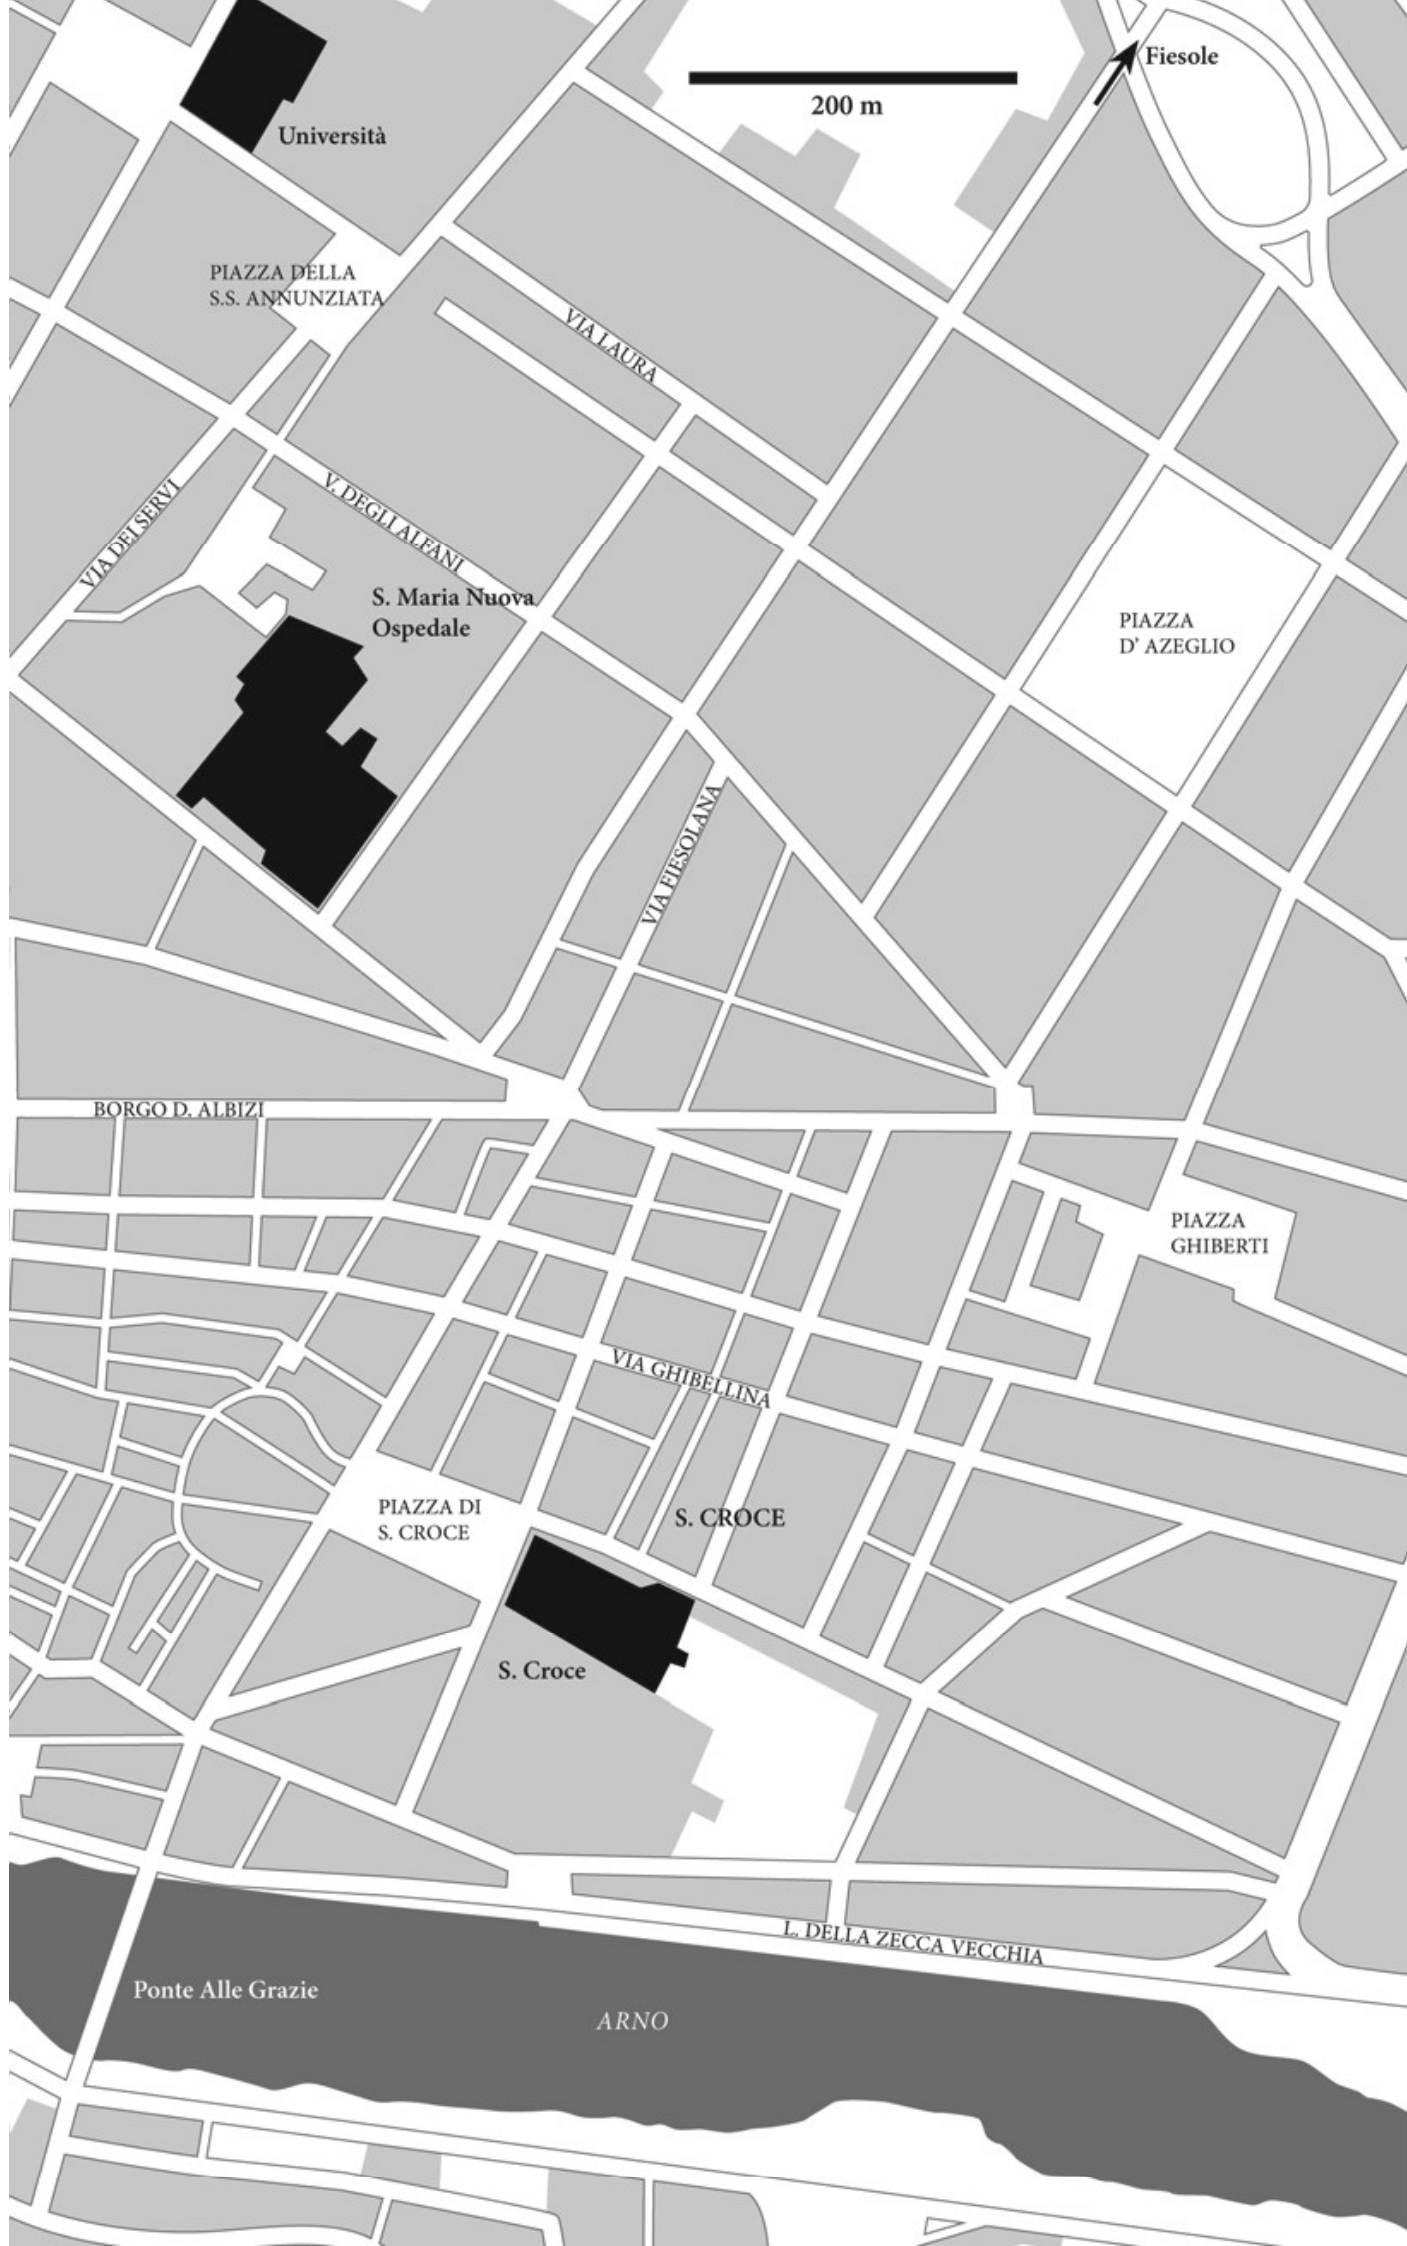 Fiesole
200 m
Università
PIAZZA DELLA
S.S. ANNUNZIATA
VIA LAURA
V. DEGLI ALFANI
VIA DEI SERVI
S. Maria Nuova
Ospedale
PIAZZA
D' AZEGLIO
VIA FIESOLANA
BORGO D. ALBIZI
PIAZZA
GHIBERTI
VIA GHIBELLINA
PIAZZA DI
S. CROCE
S. CROCE
S. Croce
L. DELLA ZECCA VECCHIA
Ponte Alle Grazie
ARNO